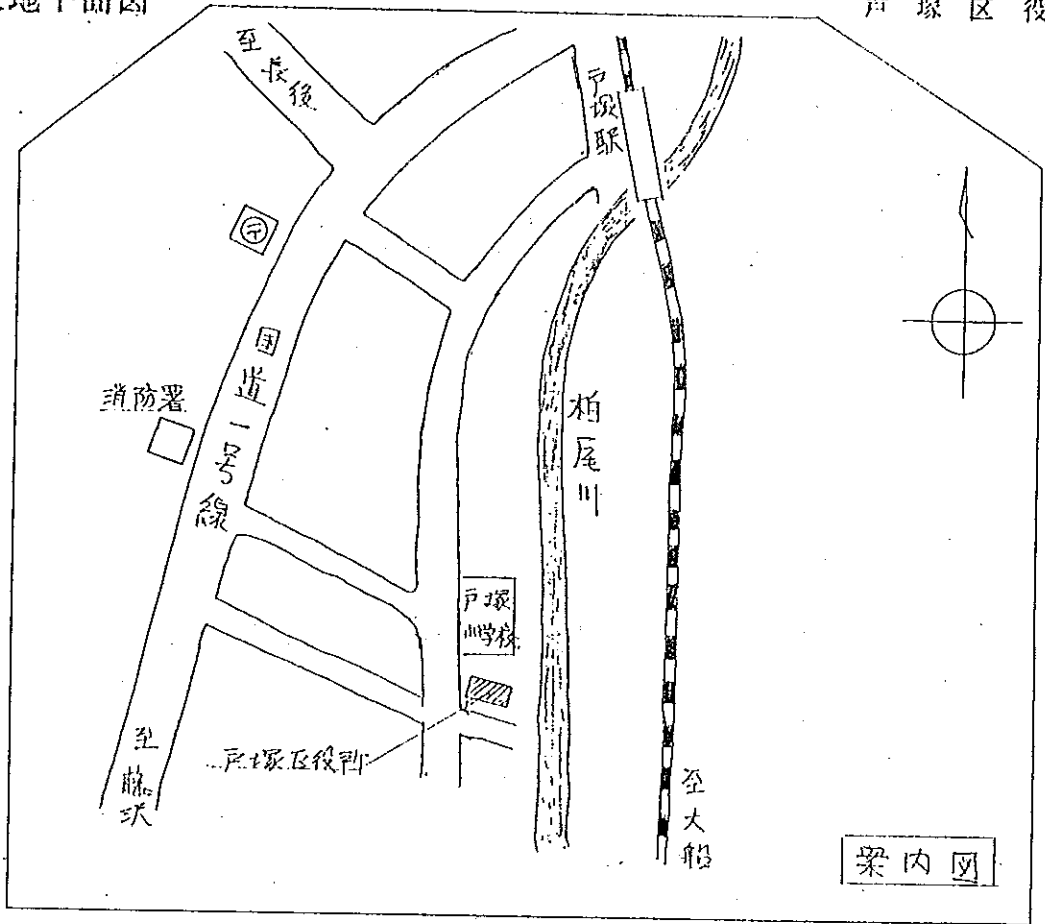 地平面図
戸塚区役
至長後
戸塚駅
〒
国道一号線
消防署
柏尾川
戸塚
小学校
戸塚区役所
至藤沢
至大船
案内図